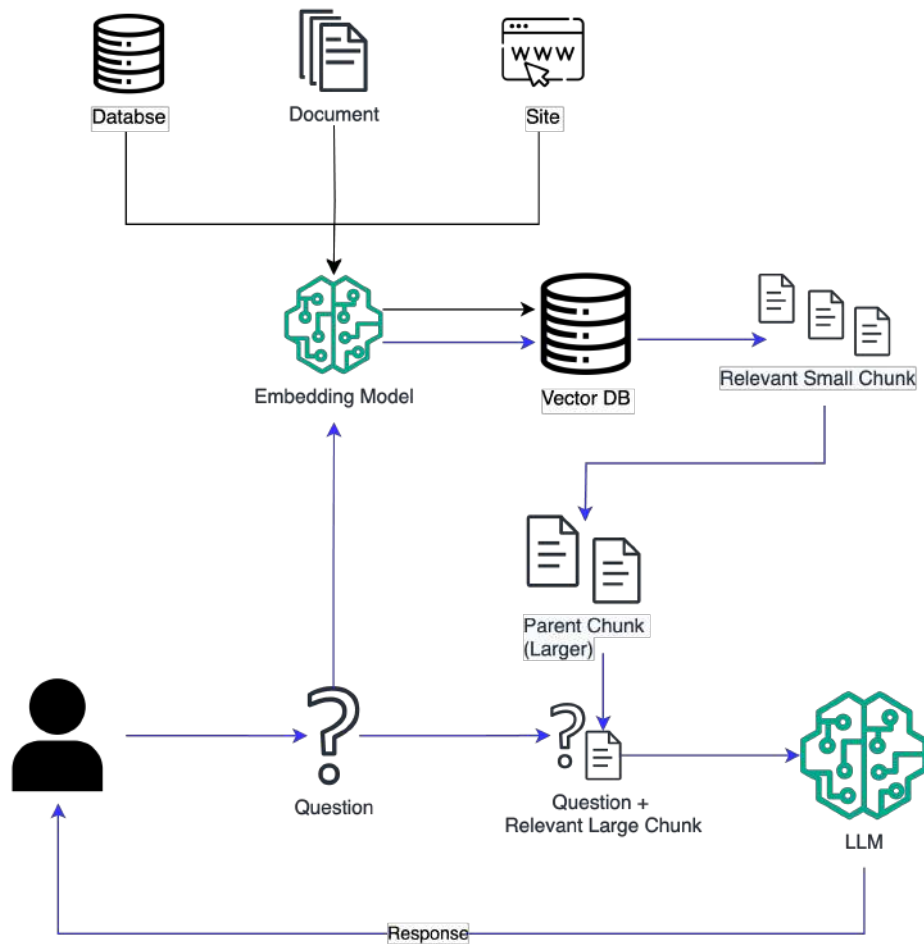 WWW
Databse
Document
Site
Embedding Model
Vector DB
Relevant Small Chunk
Parent Chunk
(Larger)
Question
Question +
Relevant Large Chunk
LLM
Response